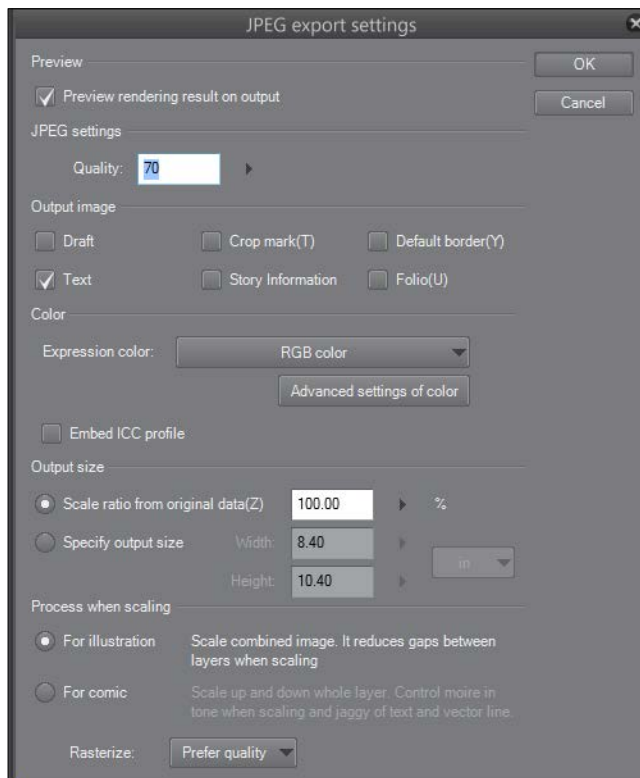 JPEG export settings
Preview
OK
Preview rendering result on output
Cancel
JPEG settings
Quality: 70
Output image
Draft Crop mark(T) Default border(Y)
Text Story Information Folio(U)
Color
Expression color: RGB color
Advanced settings of color
Embed ICC profile
Output size
Scale ratio from original data(Z) 100.00 %
Specify output size Width: 8.40 in
Height: 10.40
Process when scaling
For illustration Scale combined image. It reduces gaps between
layers when scaling
For comic Scale up and down whole layer. Control moire in
tone when scaling and jaggy of text and vector line.
Rasterize: Prefer quality